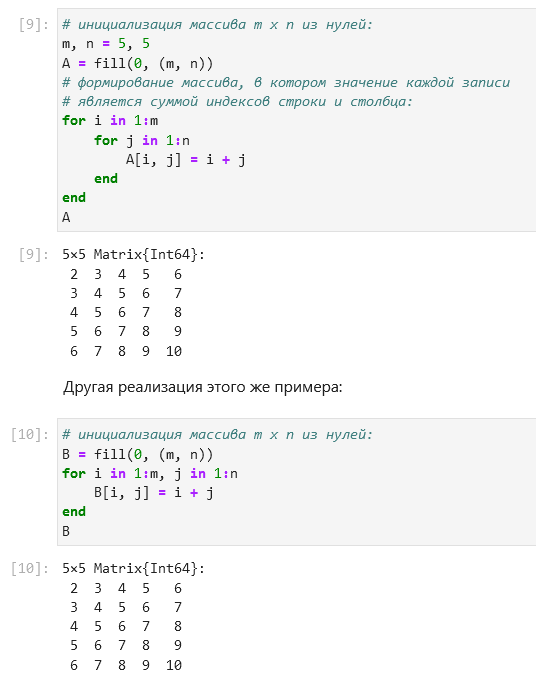 [9]: # инициализация массива m x n из нулей:
m, n = 5, 5
A = fill(0, (m, n))
# формирование массива, в котором значение каждой записи
# является суммой индексов строки и столбца:
for i in 1:m
    for j in 1:n
        A[i, j] = i + j
    end
end
A
[9]: 5×5 Matrix{Int64}:
 2  3  4  5   6
 3  4  5  6   7
 4  5  6  7   8
 5  6  7  8   9
 6  7  8  9  10
Другая реализация этого же примера:
[10]: # инициализация массива m x n из нулей:
B = fill(0, (m, n))
for i in 1:m, j in 1:n
    B[i, j] = i + j
end
B
[10]: 5×5 Matrix{Int64}:
 2  3  4  5   6
 3  4  5  6   7
 4  5  6  7   8
 5  6  7  8   9
 6  7  8  9  10